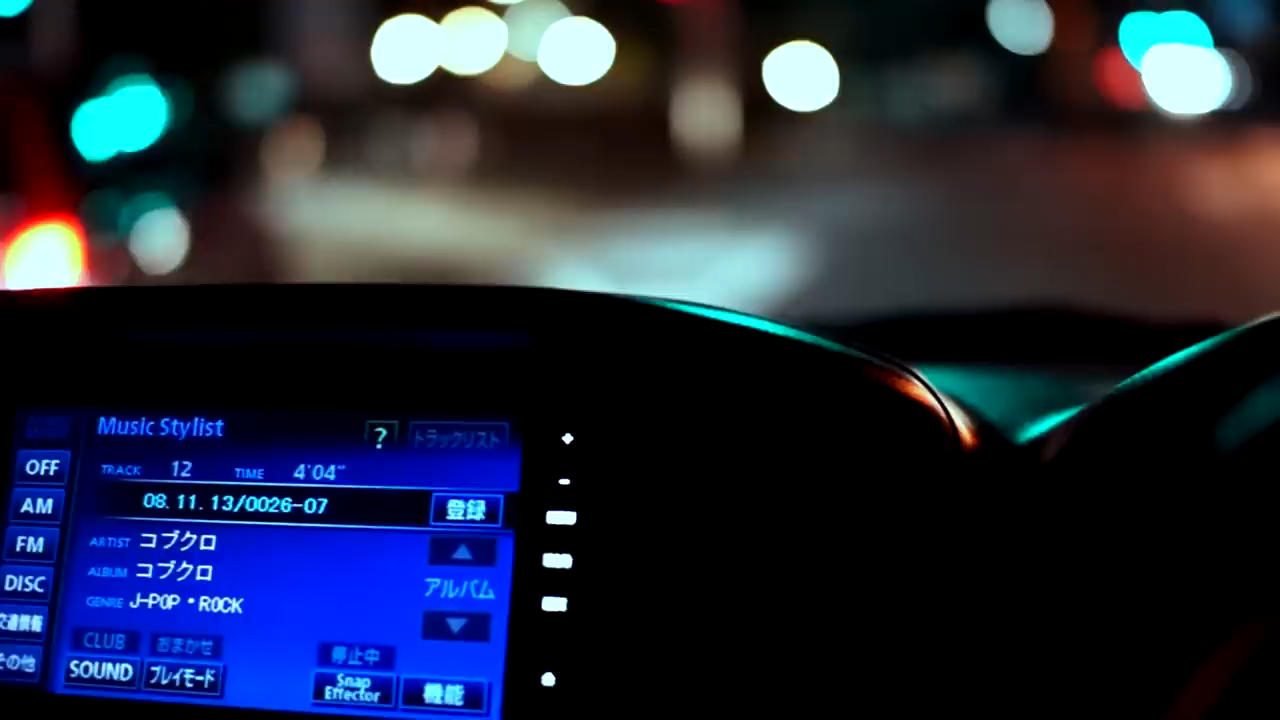 Music Stylist
?
トラックリスト
OFF
TRACK 12 TIME 4'04"
AM
08.11.13/0026-07
登録
FM
ARTIST コブクロ
ALBUM コブクロ
アルバム
DISC
GENRE J-POP・ROCK
交通情報
CLUB
おまかせ
停止中
その他
SOUND
プレイモード
Snap
Effector
機能